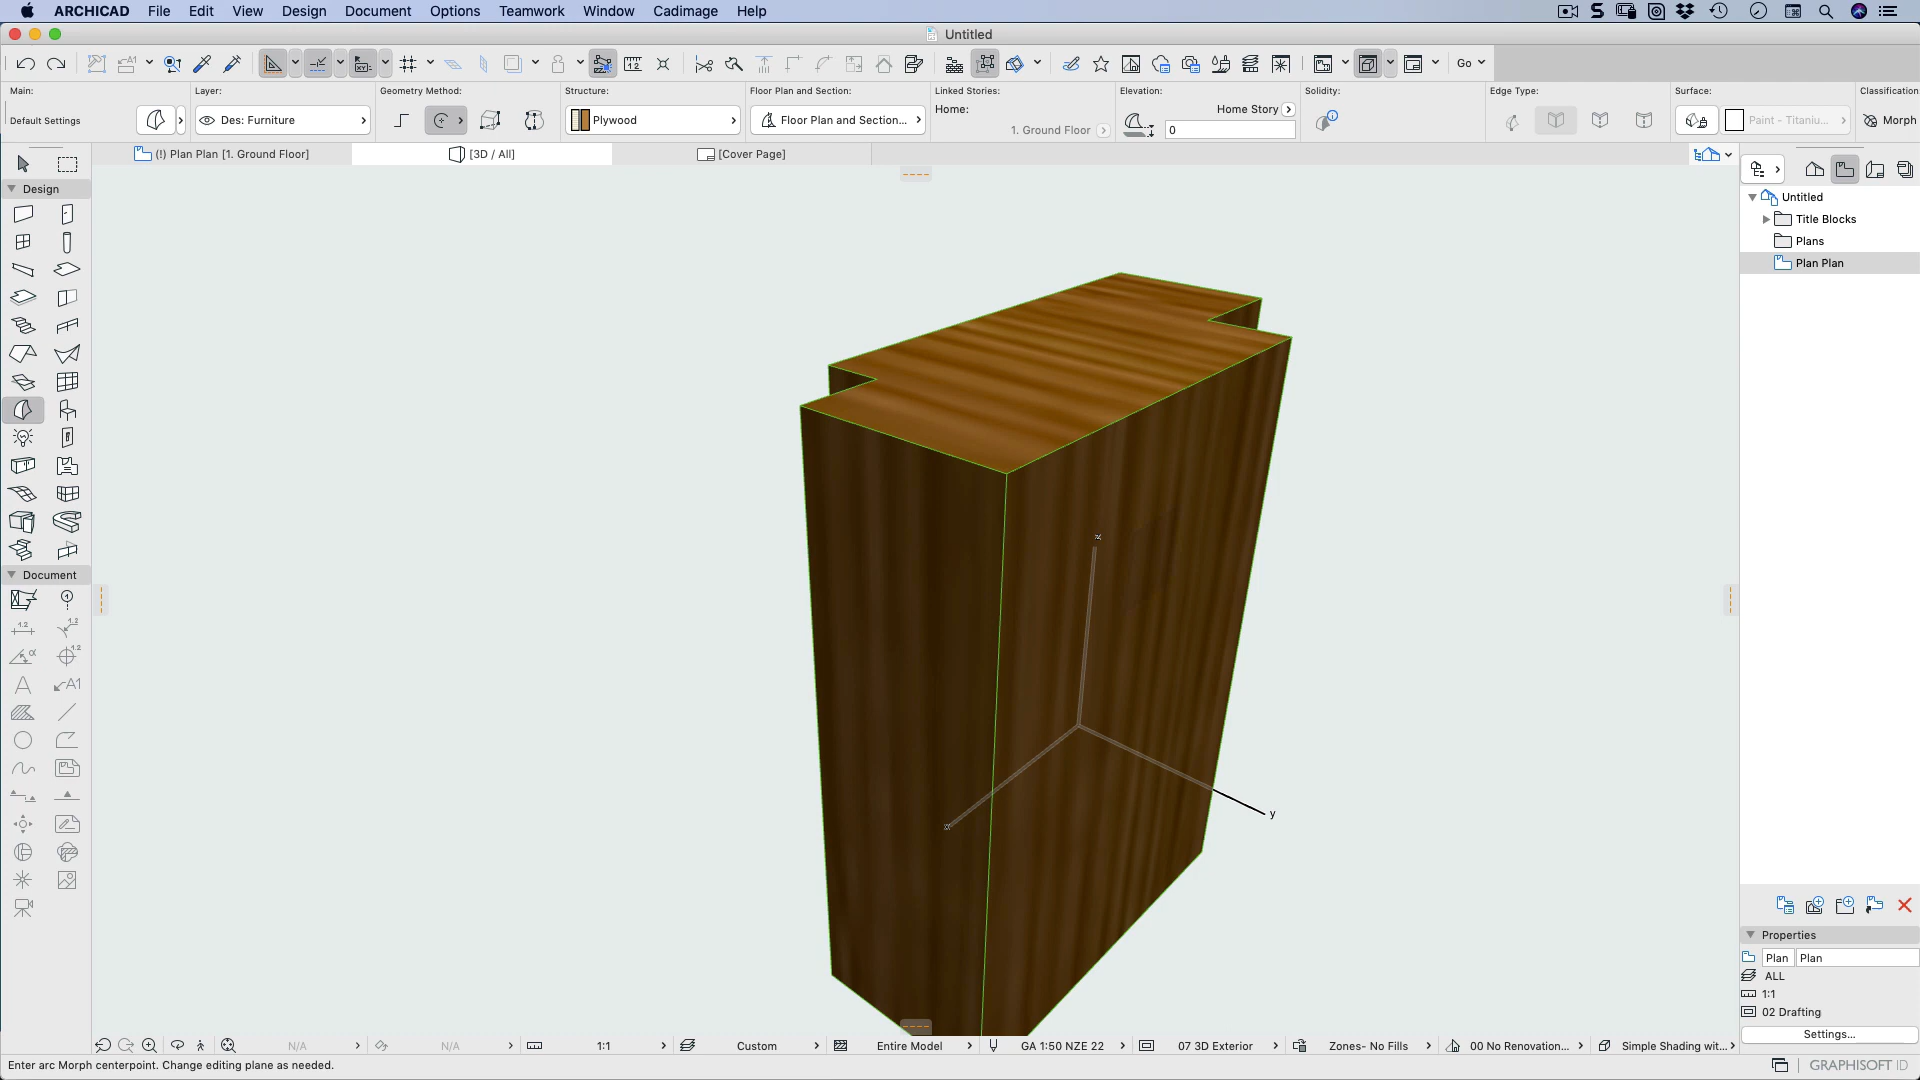 ARCHICAD File Edit View Design Document Options Teamwork Window Cadimage Help
Untitled
Go
Main:
Layer:
Geometry Method:
Structure:
Floor Plan and Section:
Linked Stories:
Elevation:
Solidity:
Edge Type:
Surface:
Classification
Default Settings
Des: Furniture
Plywood
Floor Plan and Section...
Home:
1. Ground Floor
Home Story
0
Paint - Titaniu...
Morph
(!) Plan Plan [1. Ground Floor]
[3D / All]
[Cover Page]
Design
Document
Untitled
Title Blocks
Plans
Plan Plan
y
Properties
Plan Plan
ALL
1:1
02 Drafting
Settings...
N/A
N/A
1:1
Custom
Entire Model
GA 1:50 NZE 22
07 3D Exterior
Zones- No Fills
00 No Renovation...
Simple Shading wit...
Enter arc Morph centerpoint. Change editing plane as needed.
GRAPHISOFT ID